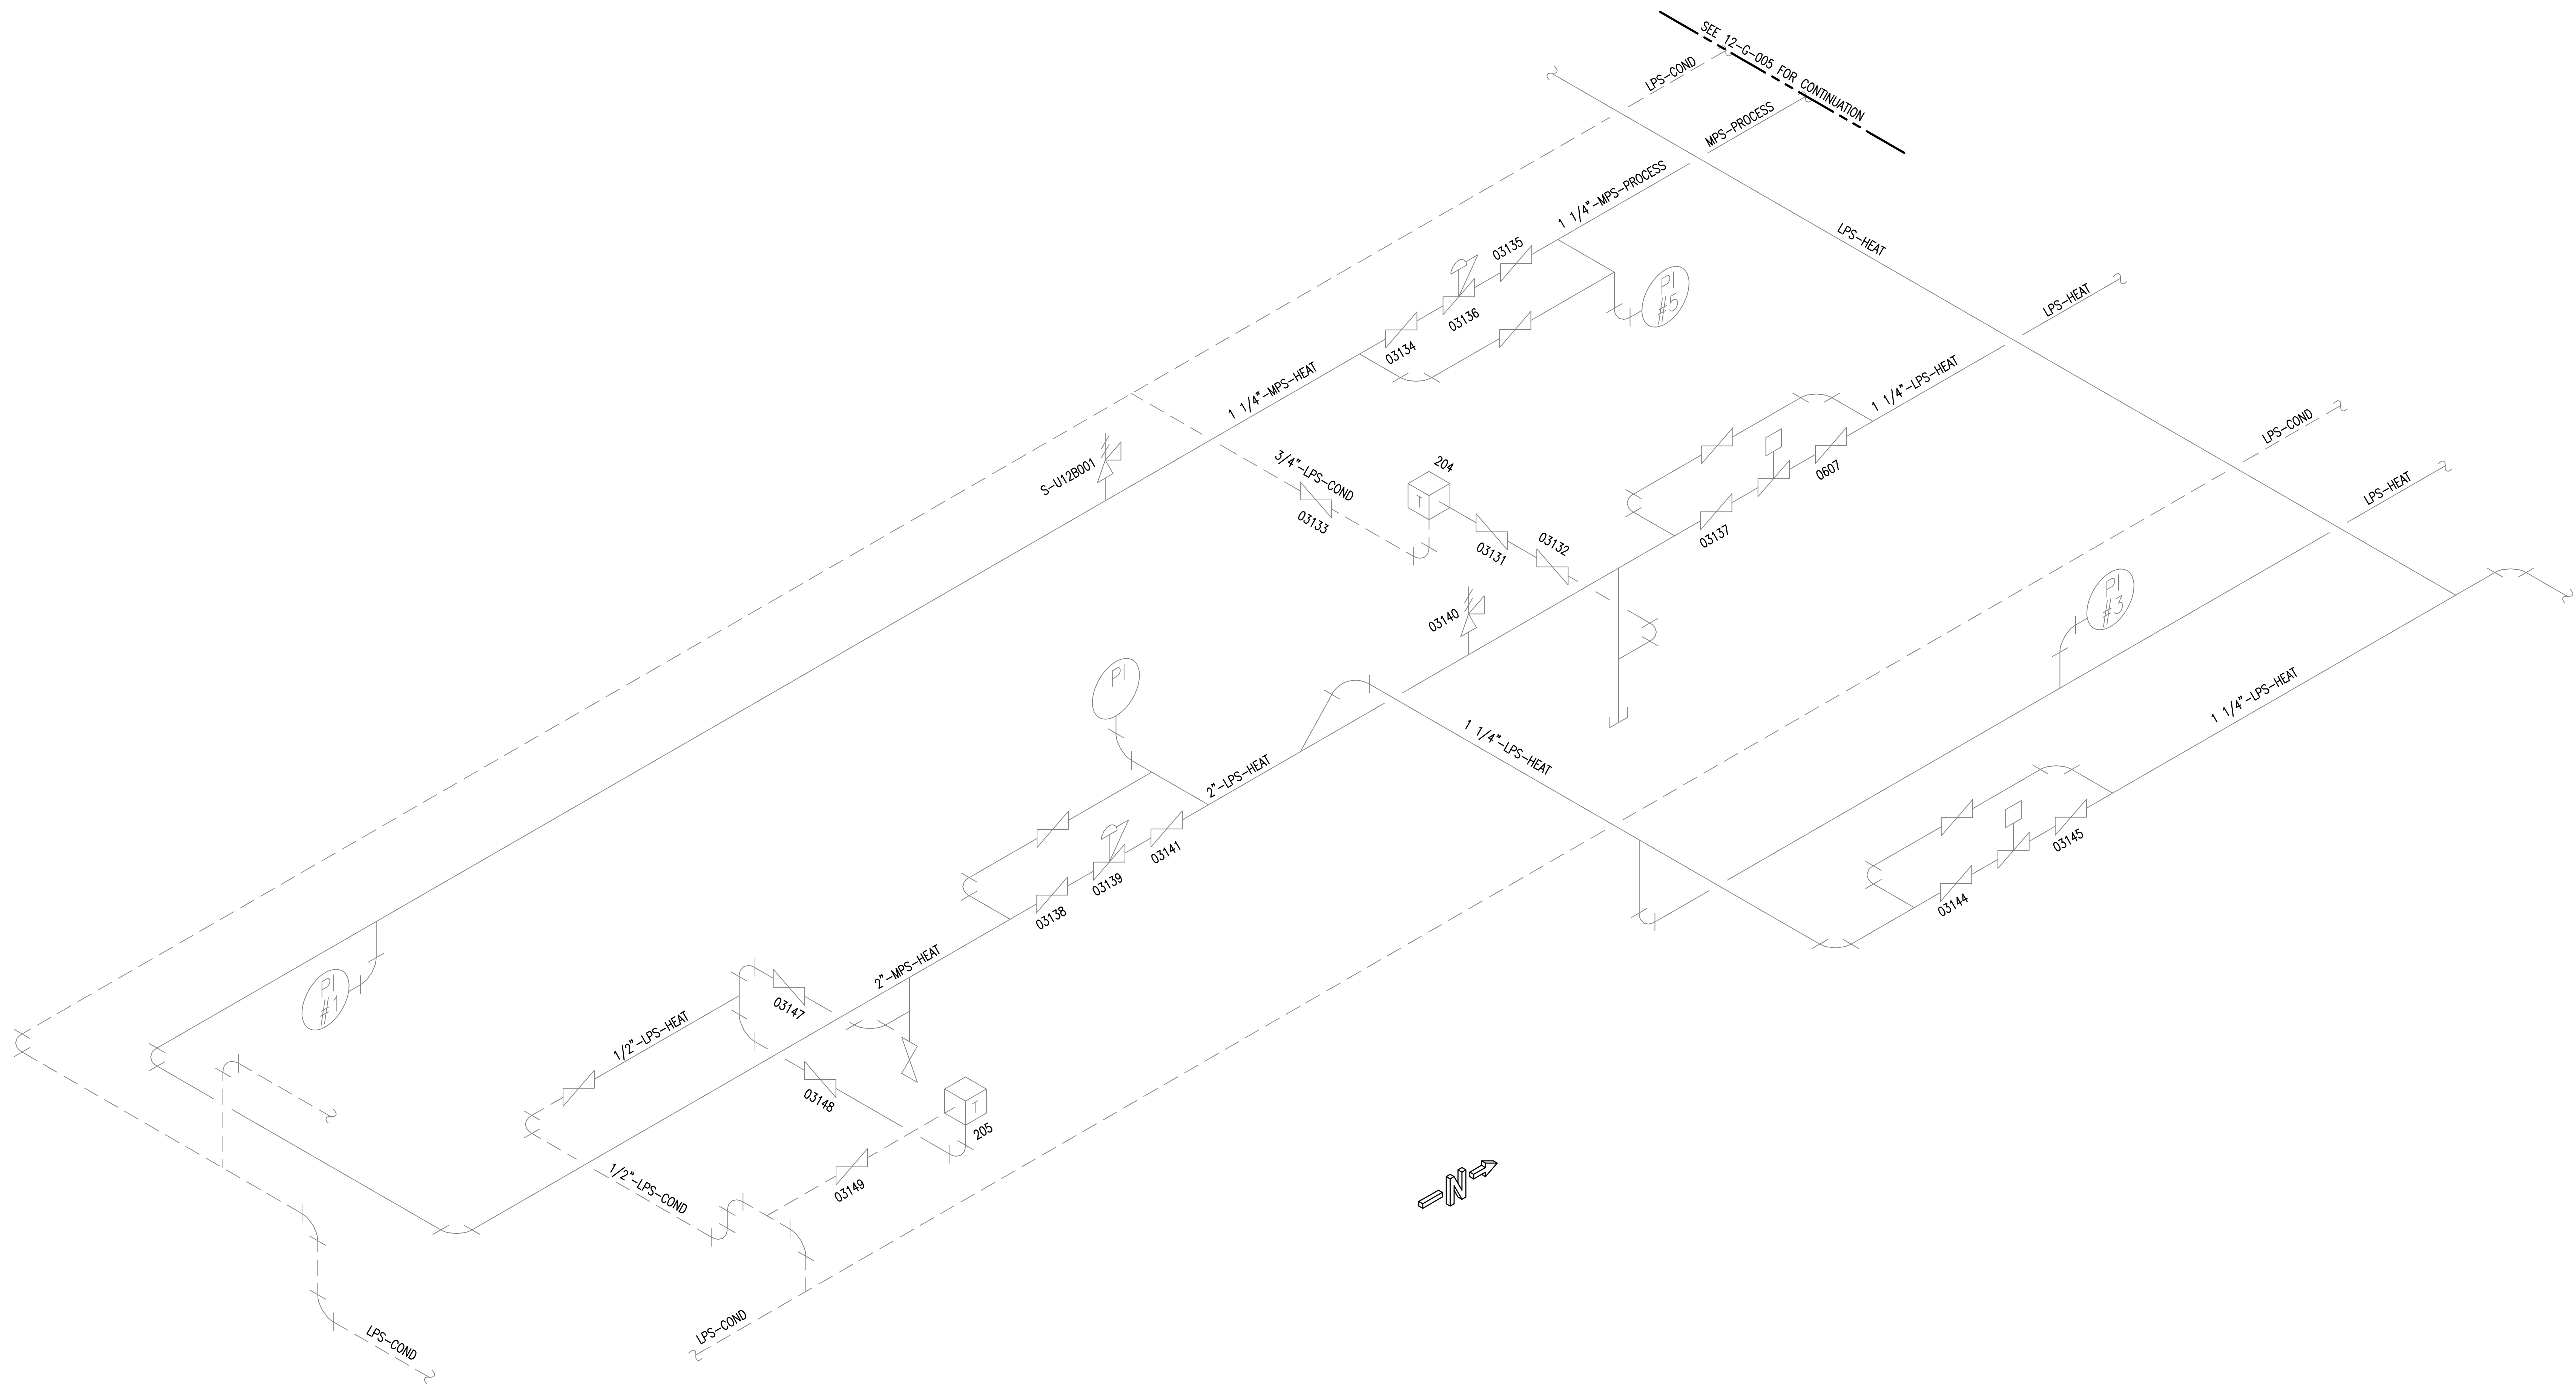 SEE 12-G-005 FOR CONTINUATION
LPS-COND
MPS-PROCESS
1 1/4"-MPS-PROCESS
LPS-HEAT
03135
03136
03134
PI
#5
LPS-HEAT
1 1/4"-MPS-HEAT
1 1/4"-LPS-HEAT
LPS-COND
S-U12B001
3/4"-LPS-COND
03133
204
T
03131
03132
0607
03137
LPS-HEAT
03140
PI
#3
PI
1 1/4"-LPS-HEAT
1 1/4"-LPS-HEAT
2"-LPS-HEAT
03141
03139
03138
03145
03144
2"-MPS-HEAT
PI
#1
03147
1/2"-LPS-HEAT
03148
T
205
1/2"-LPS-COND
03149
N
LPS-COND
LPS-COND